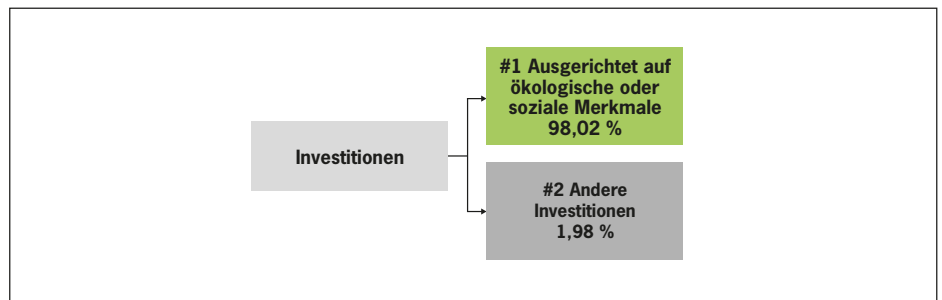 #1 Ausgerichtet auf
ökologische oder
soziale Merkmale
98,02 %
Investitionen
#2 Andere
Investitionen
1,98 %